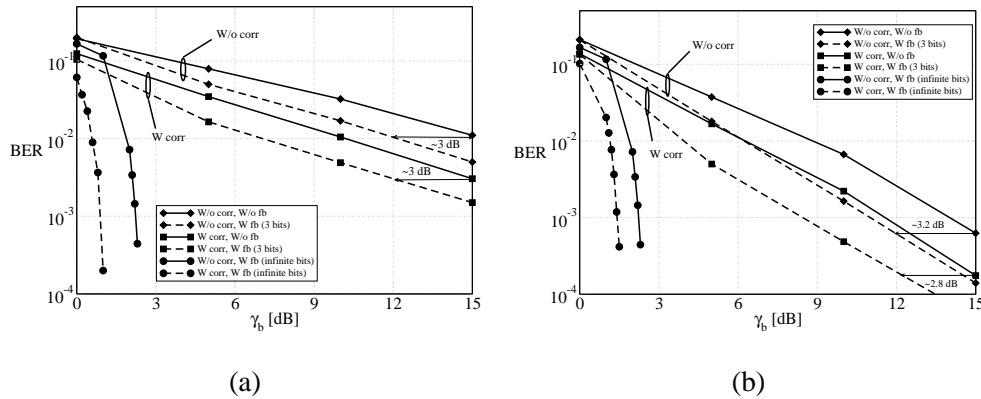 10^-1
10^-2
10^-3
10^-4
BER
0
3
6
9
12
15
γ_b [dB]
W/o corr
W corr
~3 dB
~3 dB
W/o corr, W/o fb
W/o corr, W fb (3 bits)
W corr, W/o fb
W corr, W fb (3 bits)
W/o corr, W fb (infinite bits)
W corr, W fb (infinite bits)
(a)
10^-1
10^-2
10^-3
10^-4
BER
0
3
6
9
12
15
γ_b [dB]
W/o corr
W corr
~3.2 dB
~2.8 dB
W/o corr, W/o fb
W/o corr, W fb (3 bits)
W corr, W/o fb
W corr, W fb (3 bits)
W/o corr, W fb (infinite bits)
W corr, W fb (infinite bits)
(b)